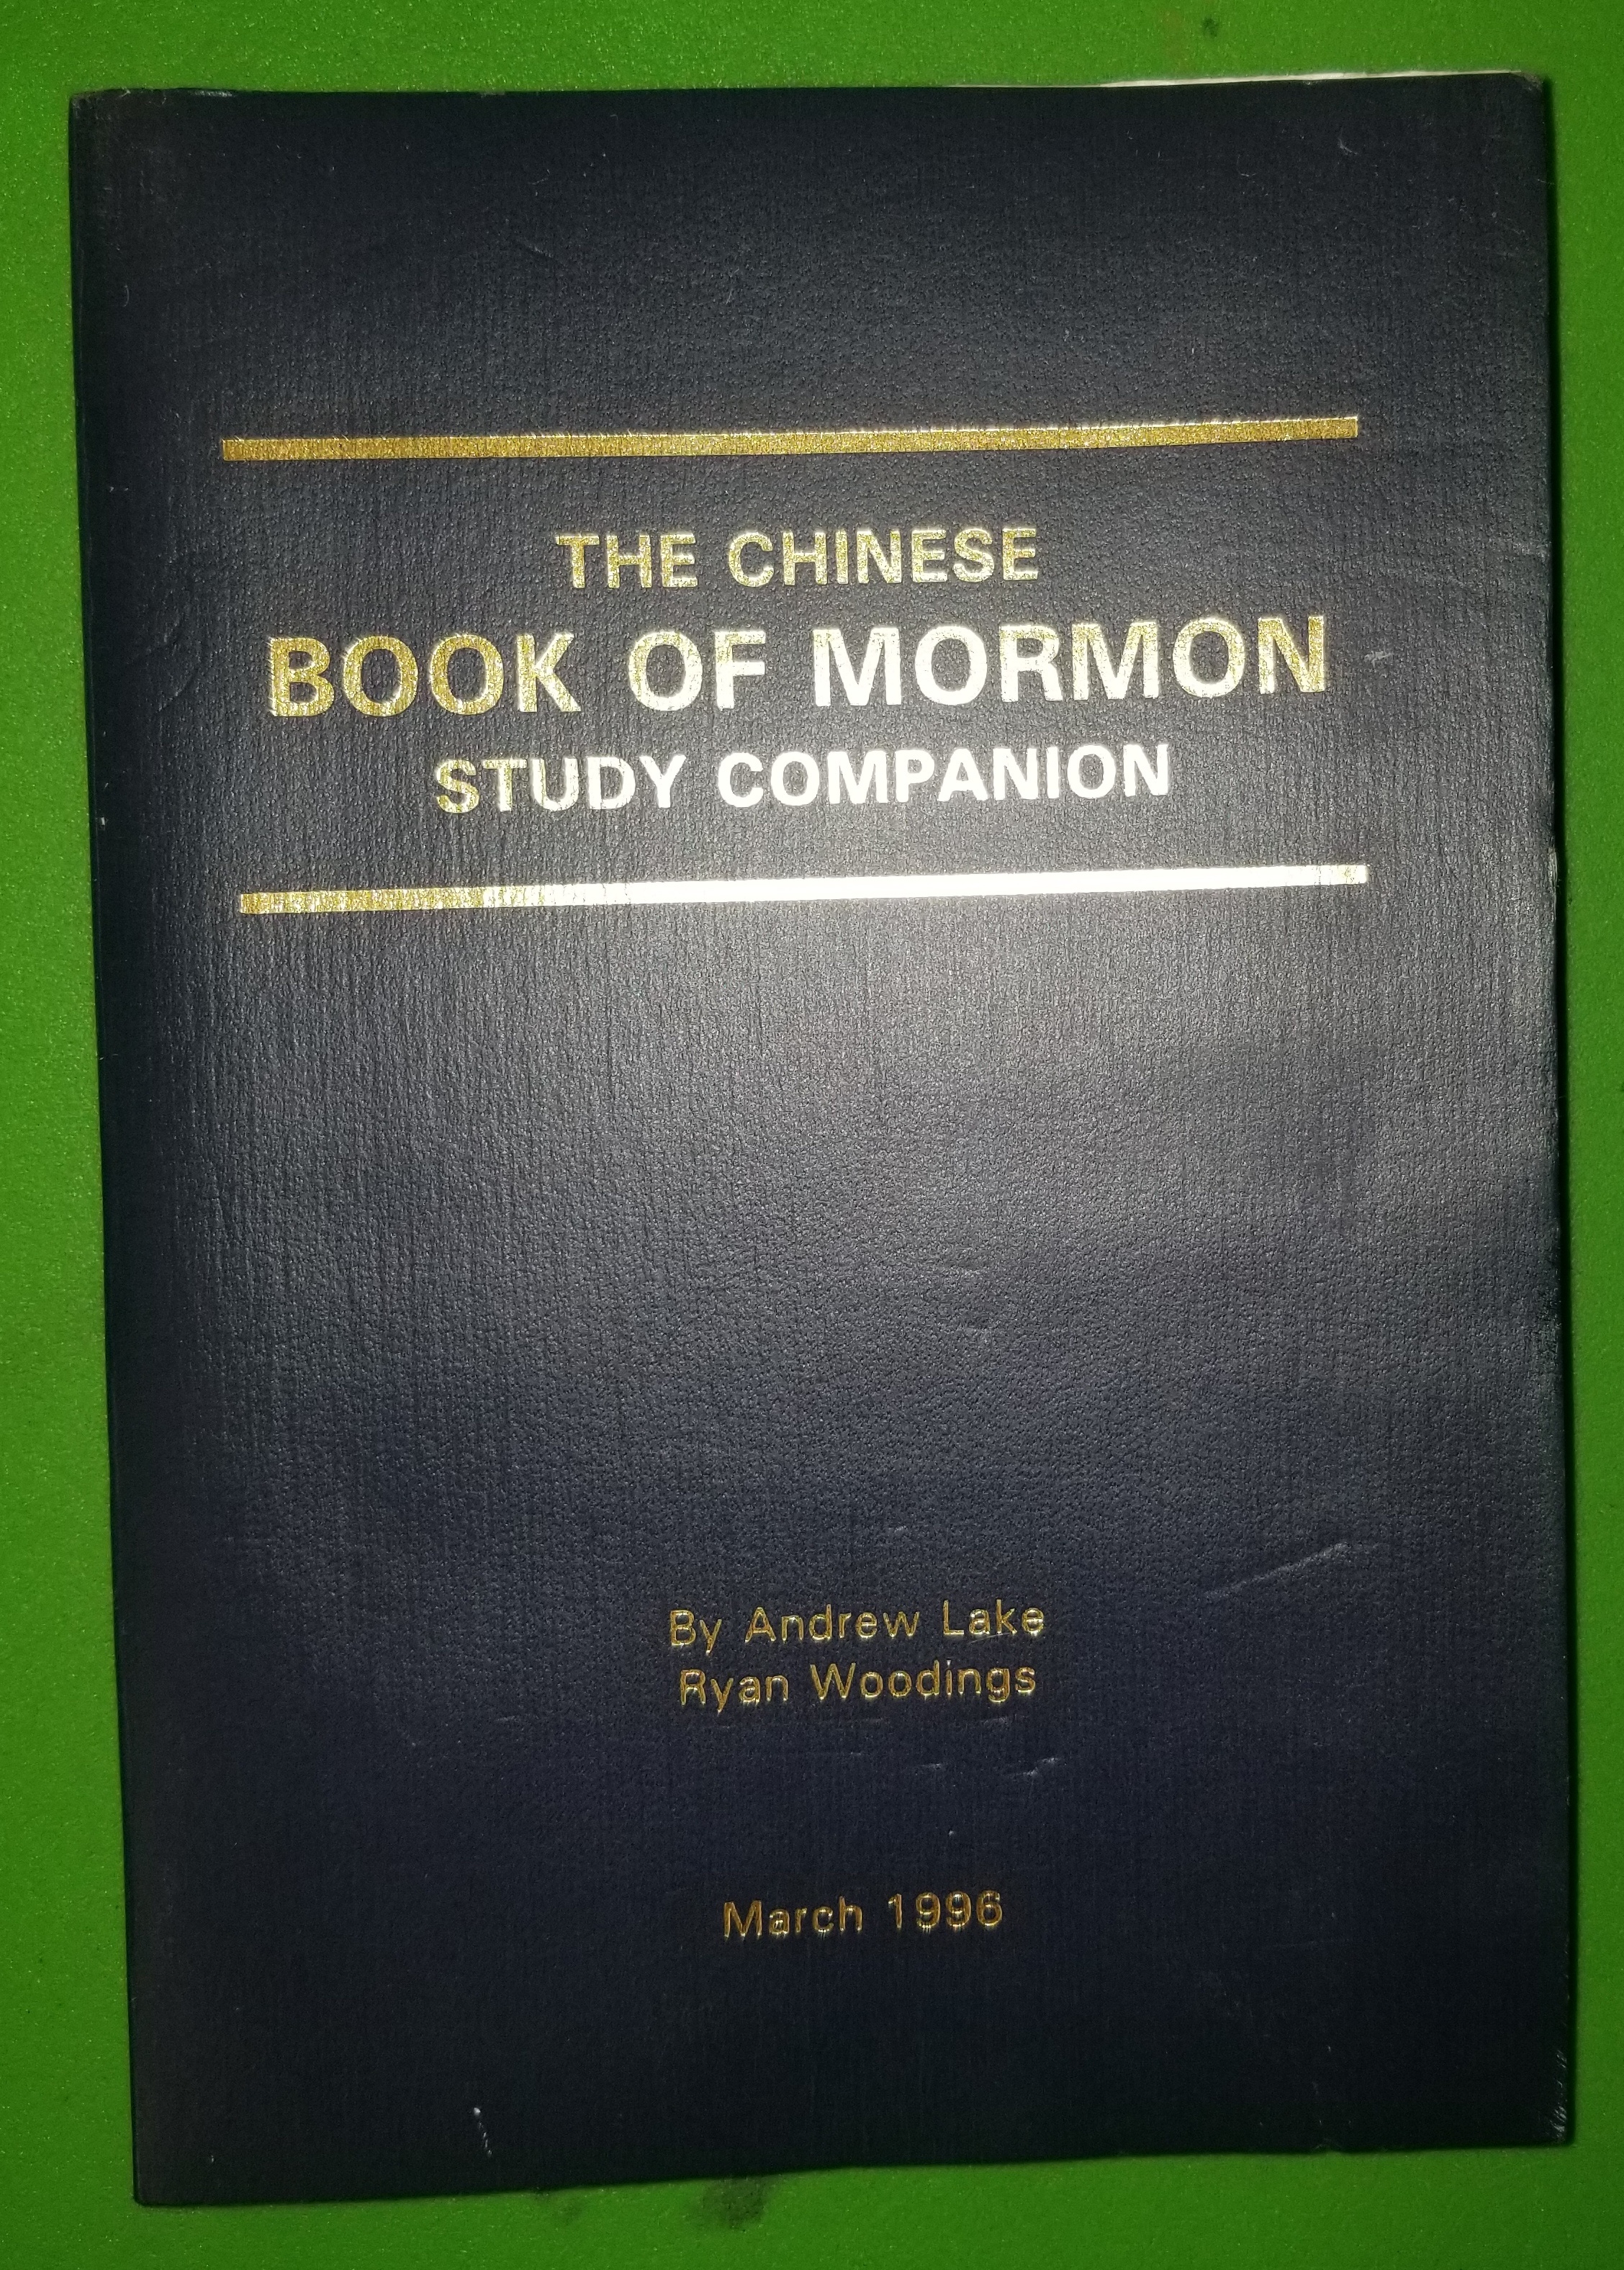 THE CHINESE
BOOK OF MORMON
STUDY COMPANION
By Andrew Lake
Ryan Woodings
March 1996